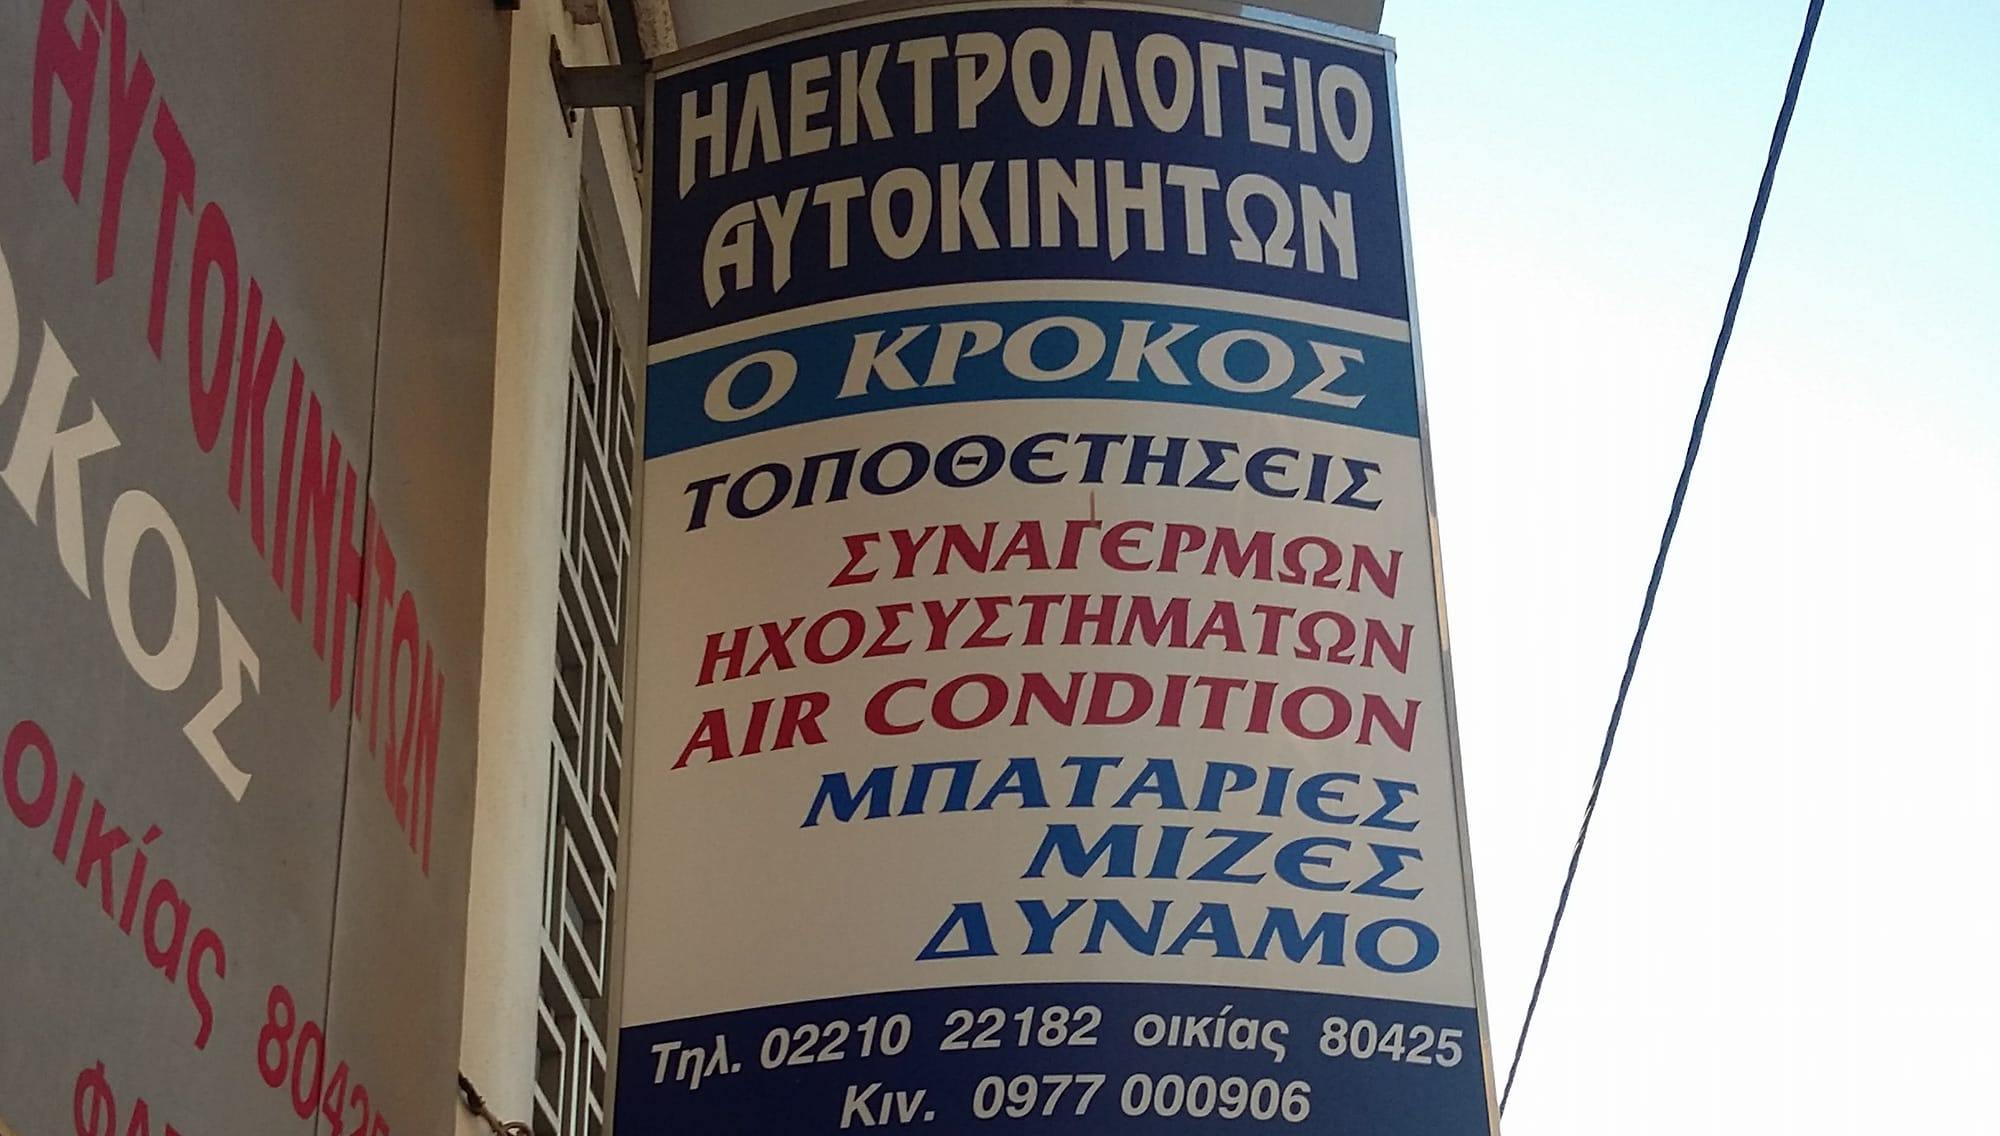 ΗΛΕΚΤΡΟΛΟΓΕΙΟ
ΑΥΤΟΚΙΝΗΤΩΝ
Ο ΚΡΟΚΟΣ
ΤΟΠΟΘΕΤΗΣΕΙΣ
ΣΥΝΑΓΕΡΜΩΝ
ΗΧΟΣΥΣΤΗΜΑΤΩΝ
AIR CONDITION
ΜΠΑΤΑΡΙΕΣ
ΜΙΖΕΣ
ΔΥΝΑΜΟ
Τηλ. 02210 22182 οικίας 80425
Κιν. 0977 000906
ΑΥΤΟΚΙΝΗΤΩΝ
ΟΚΟΣ
οικίας 80425